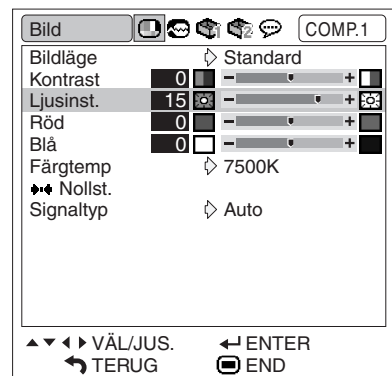 Bild COMP.1
Bildläge Standard
Kontrast 0 - +
Ljusinst. 15 - +
Röd 0 - +
Blå 0 - +
Färgtemp 7500K
Nollst.
Signaltyp Auto
VÄL/JUS. ENTER
TERUG END